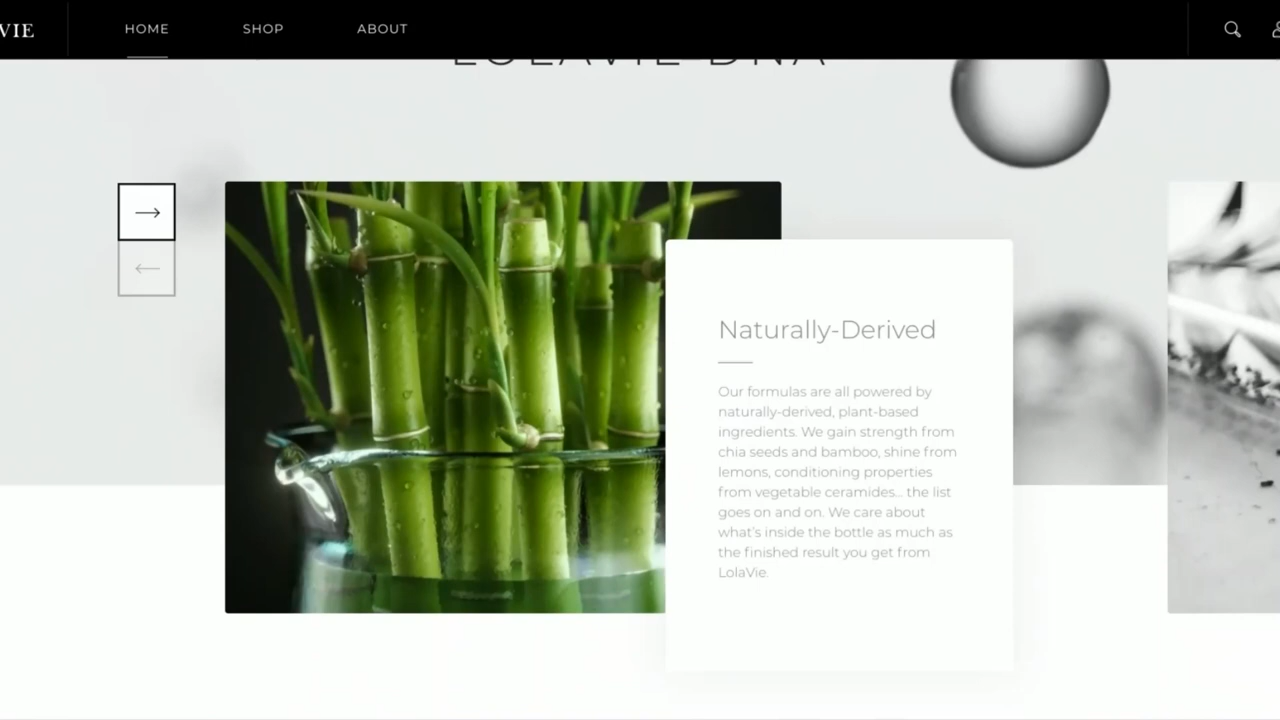 VIE
HOME
SHOP
ABOUT
LOLAVIE DNA
Naturally-Derived
Our formulas are all powered by
naturally-derived, plant-based
ingredients. We gain strength from
chia seeds and bamboo, shine from
lemons, conditioning properties
from vegetable ceramides... the list
goes on and on. We care about
what's inside the bottle as much as
the finished result you get from
LolaVie.